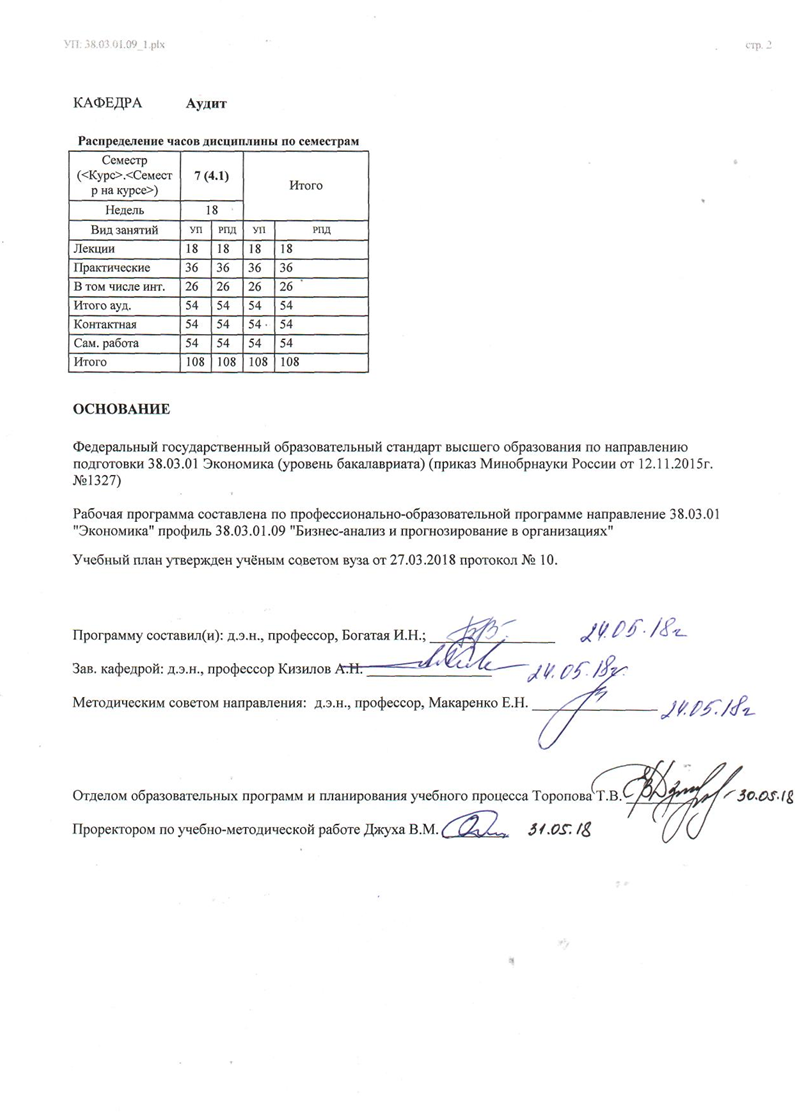 УП: 38.03.01.09_1.plx стр. 2
КАФЕДРА Аудит
Распределение часов дисциплины по семестрам
Семестр
(<Курс>.<Семест
р на курсе>)
7 (4.1)
Итого
Недель 18
Вид занятий УП РПД УП РПД
Лекции 18 18 18 18
Практические 36 36 36 36
В том числе инт. 26 26 26 26
Итого ауд. 54 54 54 54
Контактная 54 54 54 54
Сам. работа 54 54 54 54
Итого 108 108 108 108
ОСНОВАНИЕ
Федеральный государственный образовательный стандарт высшего образования по направлению
подготовки 38.03.01 Экономика (уровень бакалавриата) (приказ Минобрнауки России от 12.11.2015г.
№1327)
Рабочая программа составлена по профессионально-образовательной программе направление 38.03.01
"Экономика" профиль 38.03.01.09 "Бизнес-анализ и прогнозирование в организациях"
Учебный план утвержден учёным советом вуза от 27.03.2018 протокол № 10.
Программу составил(и): д.э.н., профессор, Богатая И.Н.; 24.05.18г
Зав. кафедрой: д.э.н., профессор Кизилов А.Н. 24.05.18г.
Методическим советом направления: д.э.н., профессор, Макаренко Е.Н. 24.05.18г
Отделом образовательных программ и планирования учебного процесса Торопова Т.В. 30.05.18
Проректором по учебно-методической работе Джуха В.М. 31.05.18